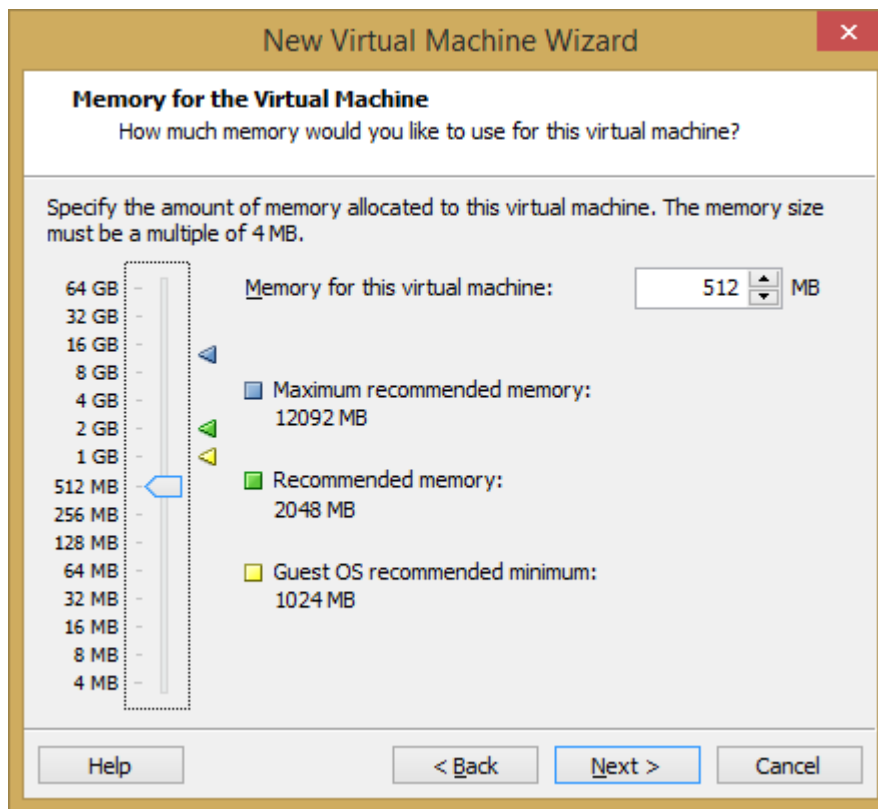 New Virtual Machine Wizard
Memory for the Virtual Machine
How much memory would you like to use for this virtual machine?
Specify the amount of memory allocated to this virtual machine. The memory size
must be a multiple of 4 MB.
64 GB
32 GB
16 GB
8 GB
4 GB
2 GB
1 GB
512 MB
256 MB
128 MB
64 MB
32 MB
16 MB
8 MB
4 MB
Memory for this virtual machine: 512 MB
Maximum recommended memory:
12092 MB
Recommended memory:
2048 MB
Guest OS recommended minimum:
1024 MB
Help < Back Next > Cancel